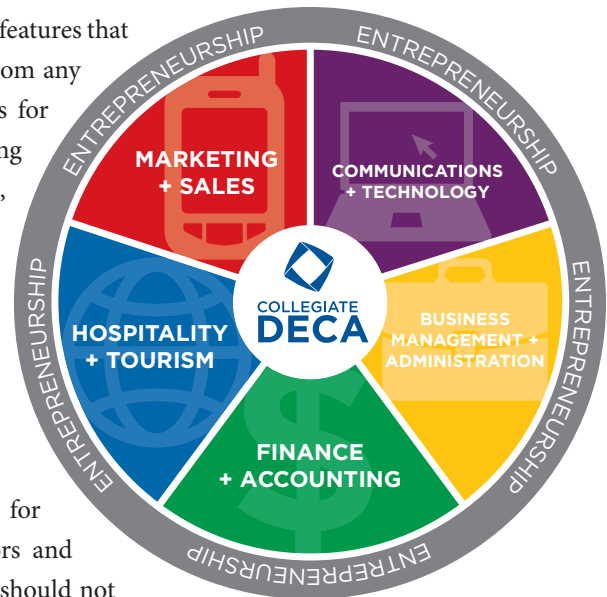 features that
om any
s for
ng
,
for
ors and
should not
ENTREPRENEURSHIP
ENTREPRENEURSHIP
ENTREPRENEURSHIP
ENTREPRENEURSHIP
ENTREPRENEURSHIP
MARKETING
+ SALES
COMMUNICATIONS
+ TECHNOLOGY
HOSPITALITY
+ TOURISM
COLLEGIATE
DECA
BUSINESS
MANAGEMENT +
ADMINISTRATION
FINANCE
+ ACCOUNTING